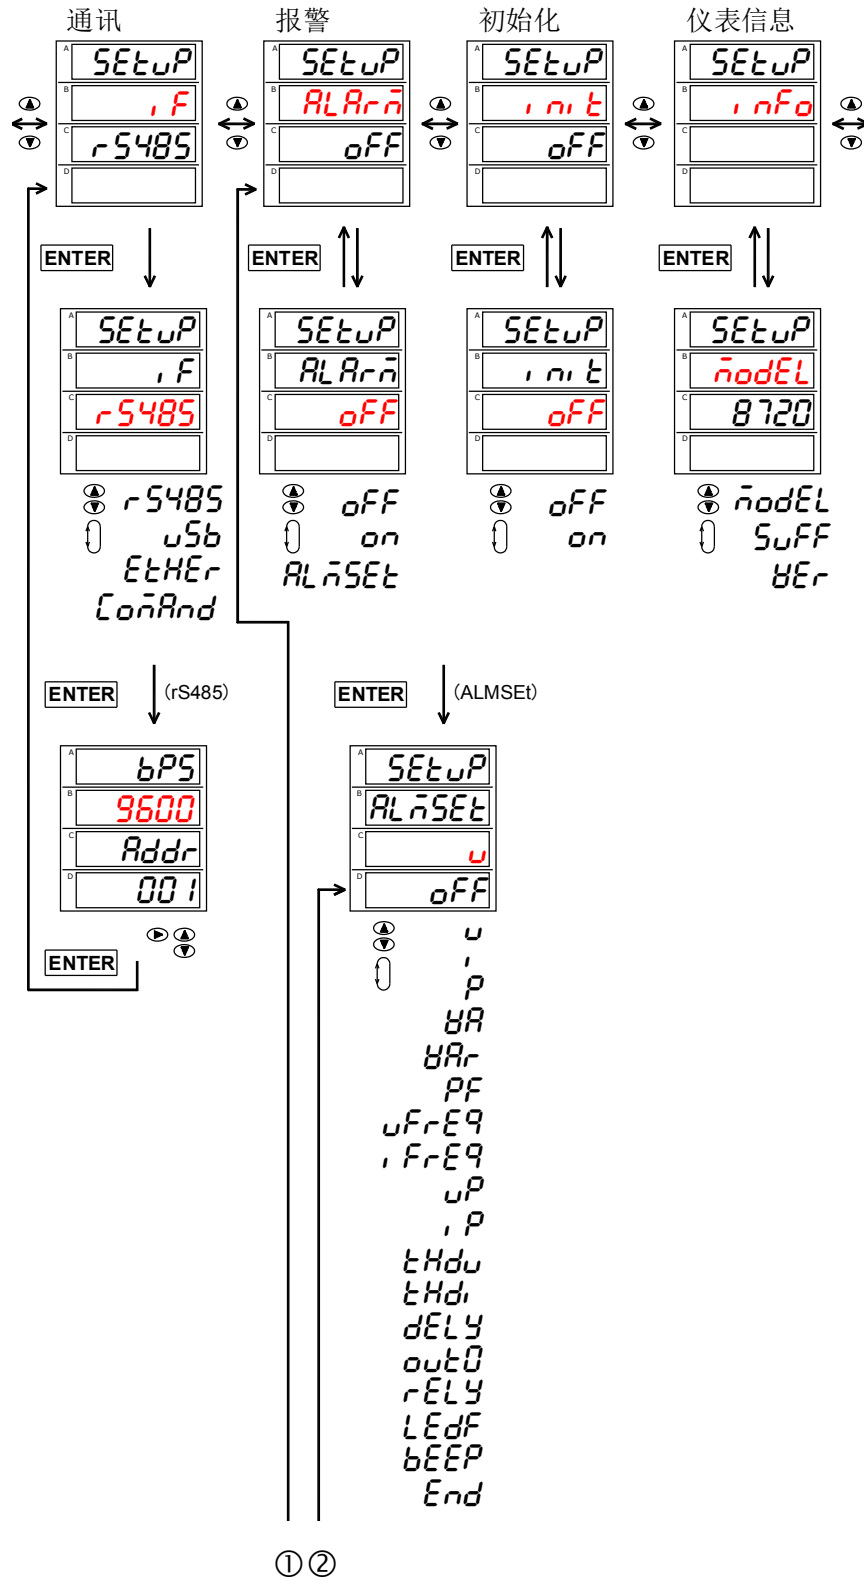 通讯 报警 初始化 仪表信息
A SEtuP A SEtuP A SEtuP A SEtuP
B iF B ALArm B init B inFo
C rS485 C oFF C oFF C
D D D D
ENTER ENTER ENTER ENTER
A SEtuP A SEtuP A SEtuP A SEtuP
B iF B ALArm B init B modEL
C rS485 C oFF C oFF C 8720
D D D D
rS485 oFF oFF modEL
uSb on on SuFF
EtHEr ALmSEt VEr
ComAnd
ENTER (rS485) ENTER (ALMSEt)
A bPS A SEtuP
B 9600 B ALmSEt
C Addr C u
D 001 D oFF
ENTER
u
i
P
VA
VAr
PF
uFrEq
iFrEq
uP
iP
tHdu
tHdi
dELY
outO
rELY
LEdF
bEEP
End
①②